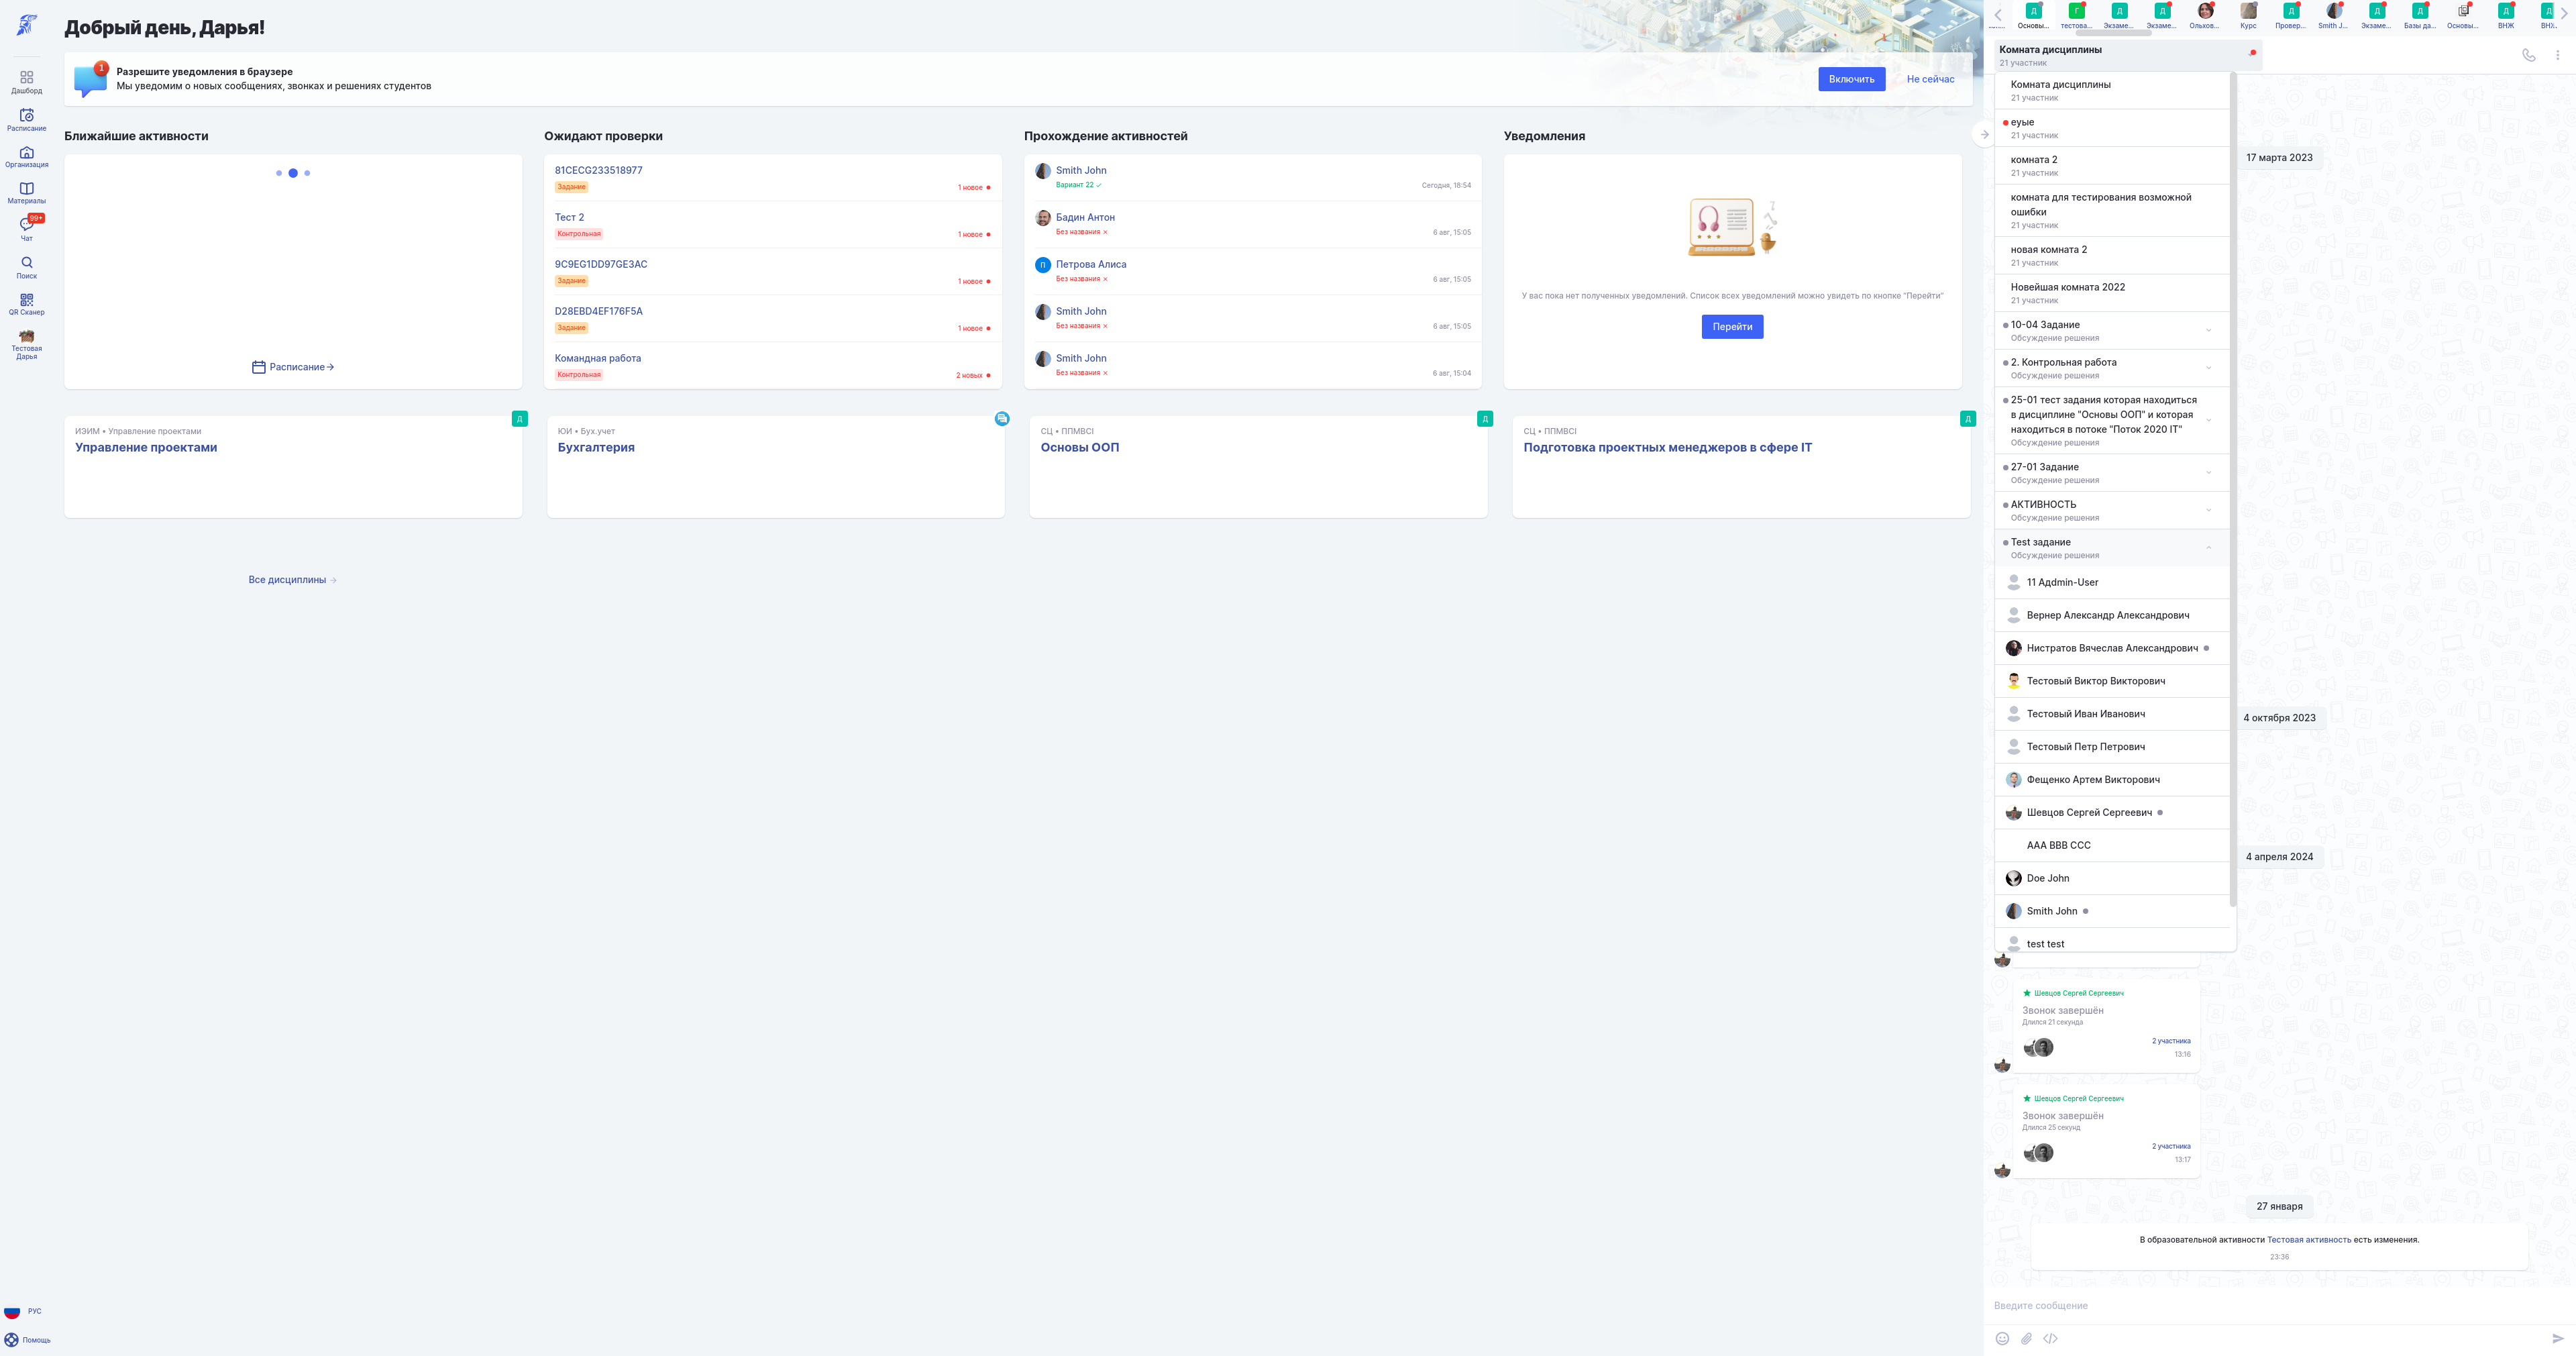 Добрый день, Дарья!
1
Разрешите уведомления в браузере
Мы уведомим о новых сообщениях, звонках и решениях студентов
Включить
Не сейчас
Дашборд
Расписание
Организация
Материалы
99+
Чат
Поиск
QR Сканер
Тестовая
Дарья
РУС
Помощь
Ближайшие активности
Расписание
Ожидают проверки
81CECG233518977
Задание
1 новое
Тест 2
Контрольная
1 новое
9C9EG1DD97GE3AC
Задание
1 новое
D28EBD4EF176F5A
Задание
1 новое
Командная работа
Контрольная
2 новых
Прохождение активностей
Smith John
Вариант 22
Сегодня, 18:54
Бадин Антон
Без названия
6 авг, 15:05
П
Петрова Алиса
Без названия
6 авг, 15:05
Smith John
Без названия
6 авг, 15:05
Smith John
Без названия
6 авг, 15:04
Уведомления
У вас пока нет полученных уведомлений. Список всех уведомлений можно увидеть по кнопке "Перейти"
Перейти
Д
ИЭИМ • Управление проектами
Управление проектами
ЮИ • Бух.учет
Бухгалтерия
Д
СЦ • ППМВСІ
Основы ООП
Д
СЦ • ППМВСІ
Подготовка проектных менеджеров в сфере IT
Все дисциплины
Д Г Д Д Д Д Д Д Д
Основы... тестова... Экзаме... Экзаме... Ольхов... Курс Провер... Smith J... Экзаме... Базы да... Основы... ВНЖ
Комната дисциплины
21 участник
Комната дисциплины
21 участник
еуые
21 участник
комната 2
21 участник
комната для тестирования возможной
ошибки
21 участник
новая комната 2
21 участник
Новейшая комната 2022
21 участник
10-04 Задание
Обсуждение решения
2. Контрольная работа
Обсуждение решения
25-01 тест задания которая находиться
в дисциплине "Основы ООП" и которая
находиться в потоке "Поток 2020 IT"
Обсуждение решения
27-01 Задание
Обсуждение решения
АКТИВНОСТЬ
Обсуждение решения
Test задание
Обсуждение решения
11 Адdmin-User
Вернер Александр Александрович
Нистратов Вячеслав Александрович
Тестовый Виктор Викторович
Тестовый Иван Иванович
Тестовый Петр Петрович
Фещенко Артем Викторович
Шевцов Сергей Сергеевич
AAA BBB CCC
Doe John
Smith John
test test
17 марта 2023
4 октября 2023
4 апреля 2024
Шевцов Сергей Сергеевич
Звонок завершён
Длился 21 секунда
2 участника
13:16
Шевцов Сергей Сергеевич
Звонок завершён
Длился 25 секунд
2 участника
13:17
27 января
В образовательной активности Тестовая активность есть изменения.
23:36
Введите сообщение